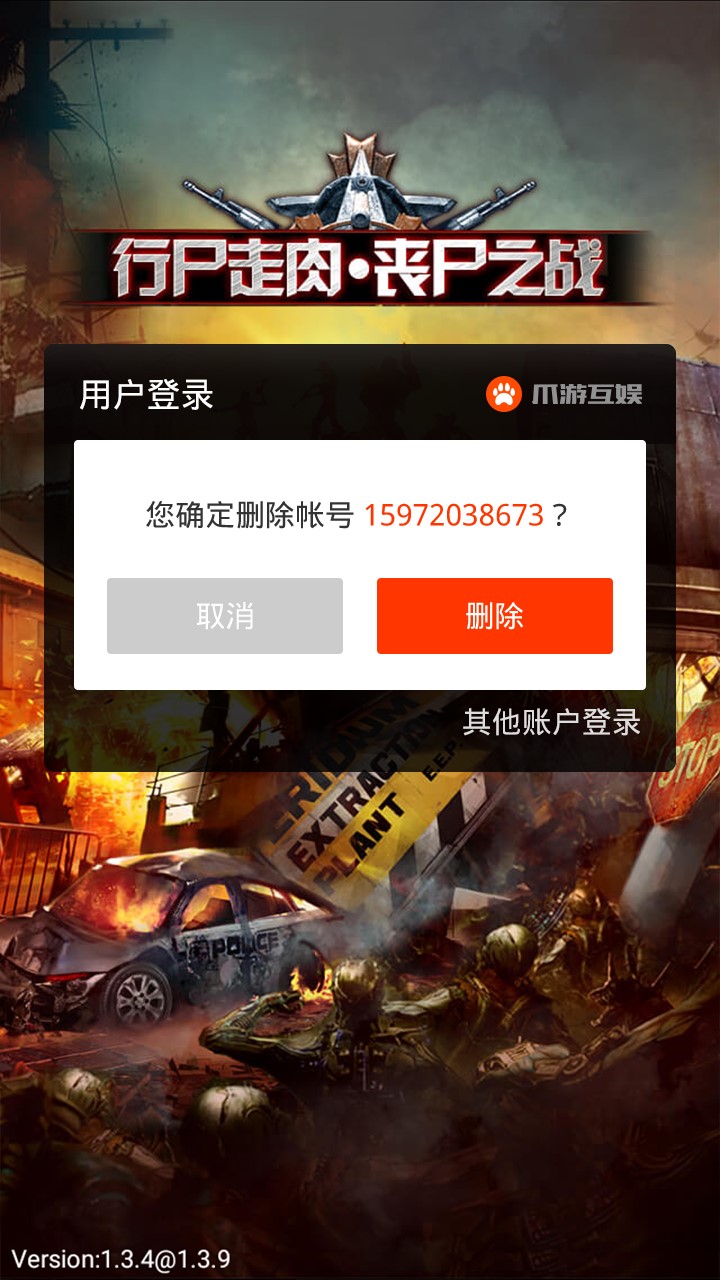 行尸走肉·丧尸之战
用户登录
爪游互娱
您确定删除帐号 15972038673？
取消
删除
其他账户登录
ERIDIUM
EXTRACTION
PLANT
E.E.P.
STOP
POLICE
Version:1.3.4@1.3.9